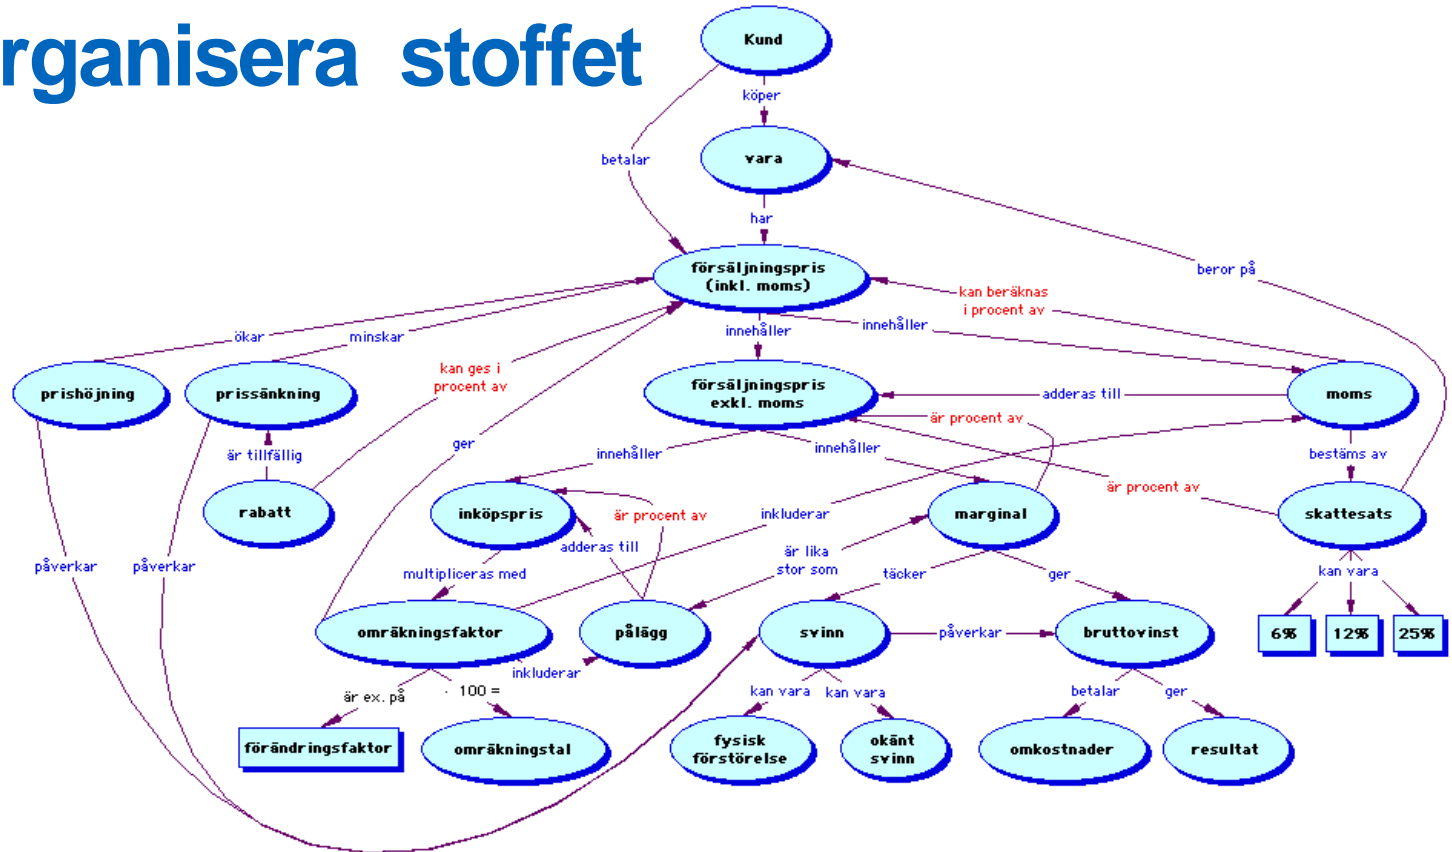 rganisera stoffet
Kund
köper
betalar
vara
har
försäljningspris
(inkl. moms)
beror på
kan beräknas
i procent av
ökar
minskar
innehåller
innehåller
kan ges i
procent av
prishöjning
prissänkning
försäljningspris
exkl. moms
adderas till
moms
är procent av
ger
innehåller
innehåller
är tillfällig
bestäms av
är procent av
rabatt
inköpspris
är procent av
inkluderar
marginal
skattesats
adderas till
är lika
stor som
påverkar
påverkar
multipliceras med
täcker
ger
kan vara
omräkningsfaktor
pålägg
svinn
påverkar
bruttovinst
6%
12%
25%
inkluderar
är ex. på
· 100 =
kan vara
kan vara
betalar
ger
förändringsfaktor
omräkningstal
fysisk
förstörelse
okänt
svinn
omkostnader
resultat